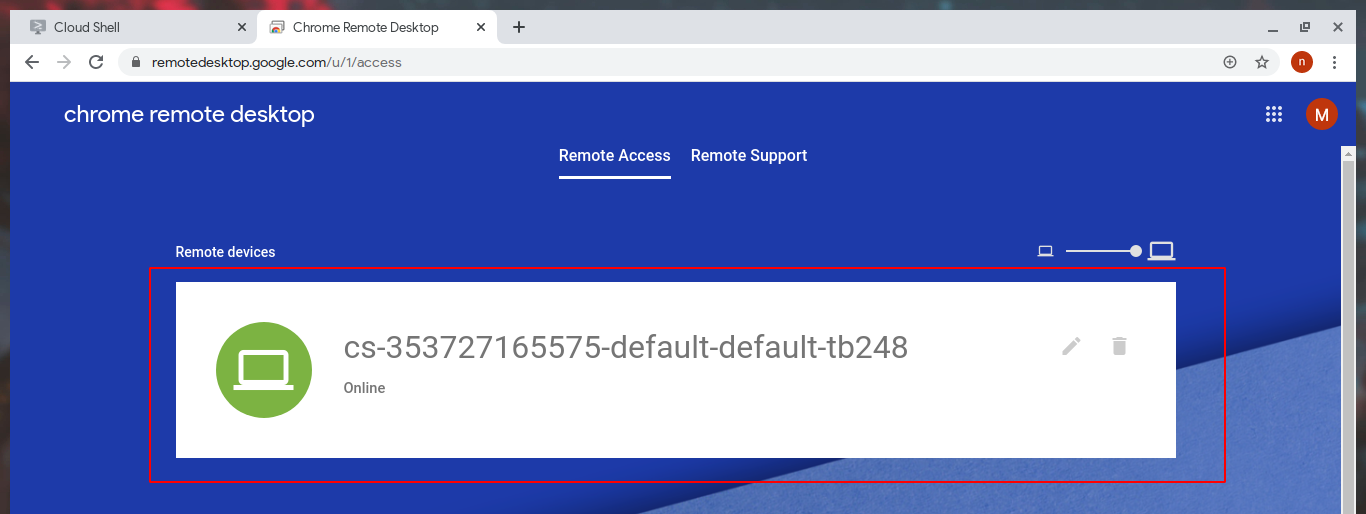 Cloud Shell
Chrome Remote Desktop
remotedesktop.google.com/u/1/access
n
chrome remote desktop
M
Remote Access
Remote Support
Remote devices
cs-353727165575-default-default-tb248
Online